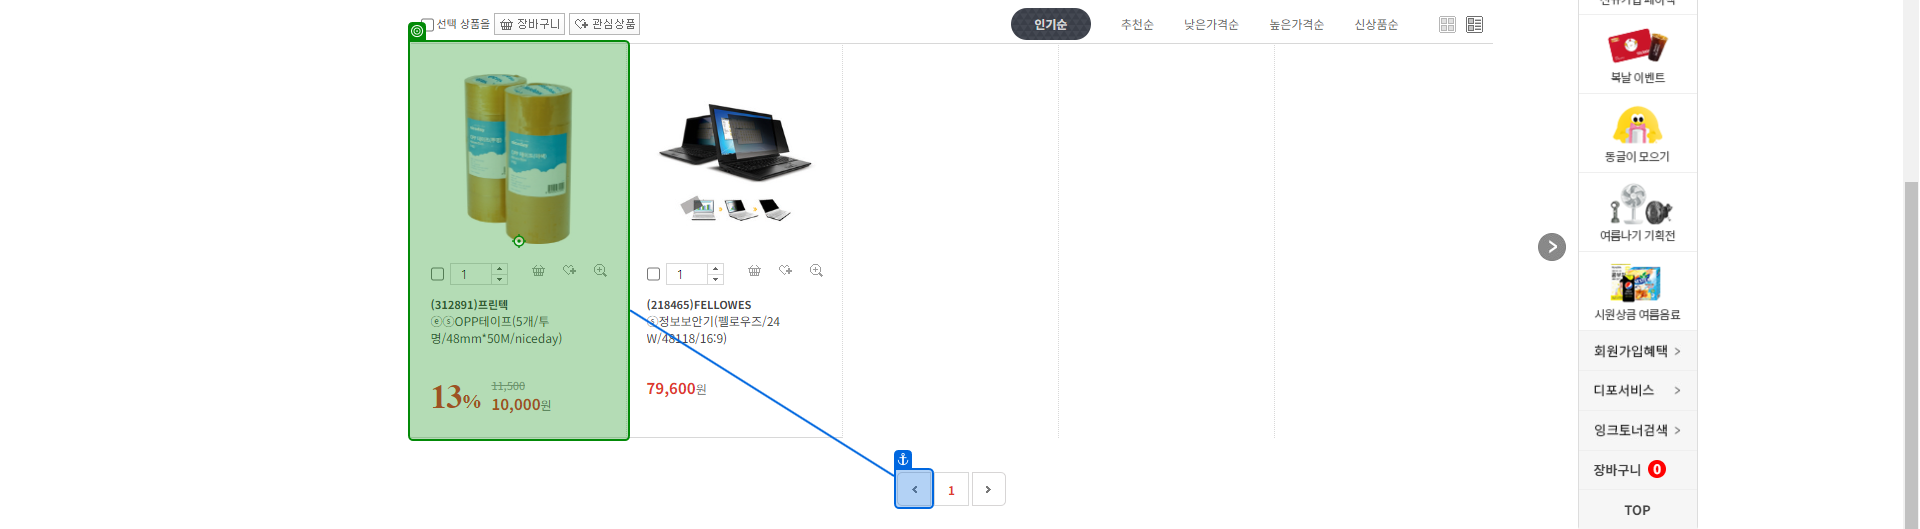 선택 상품을 장바구니 관심상품
인기순 추천순 낮은가격순 높은가격순 신상품순
1
(312891)프린텍
ⓔⓢOPP테이프(5개/투
명/48mm*50M/niceday)
13%
11,500
10,000원
1
(218465)FELLOWES
ⓢ정보보안기(펠로우즈/24
W/48118/16:9)
79,600원
1
복날 이벤트
동글이 모으기
여름나기 기획전
시원상큼 여름음료
회원가입혜택
디포서비스
잉크토너검색
장바구니 0
TOP